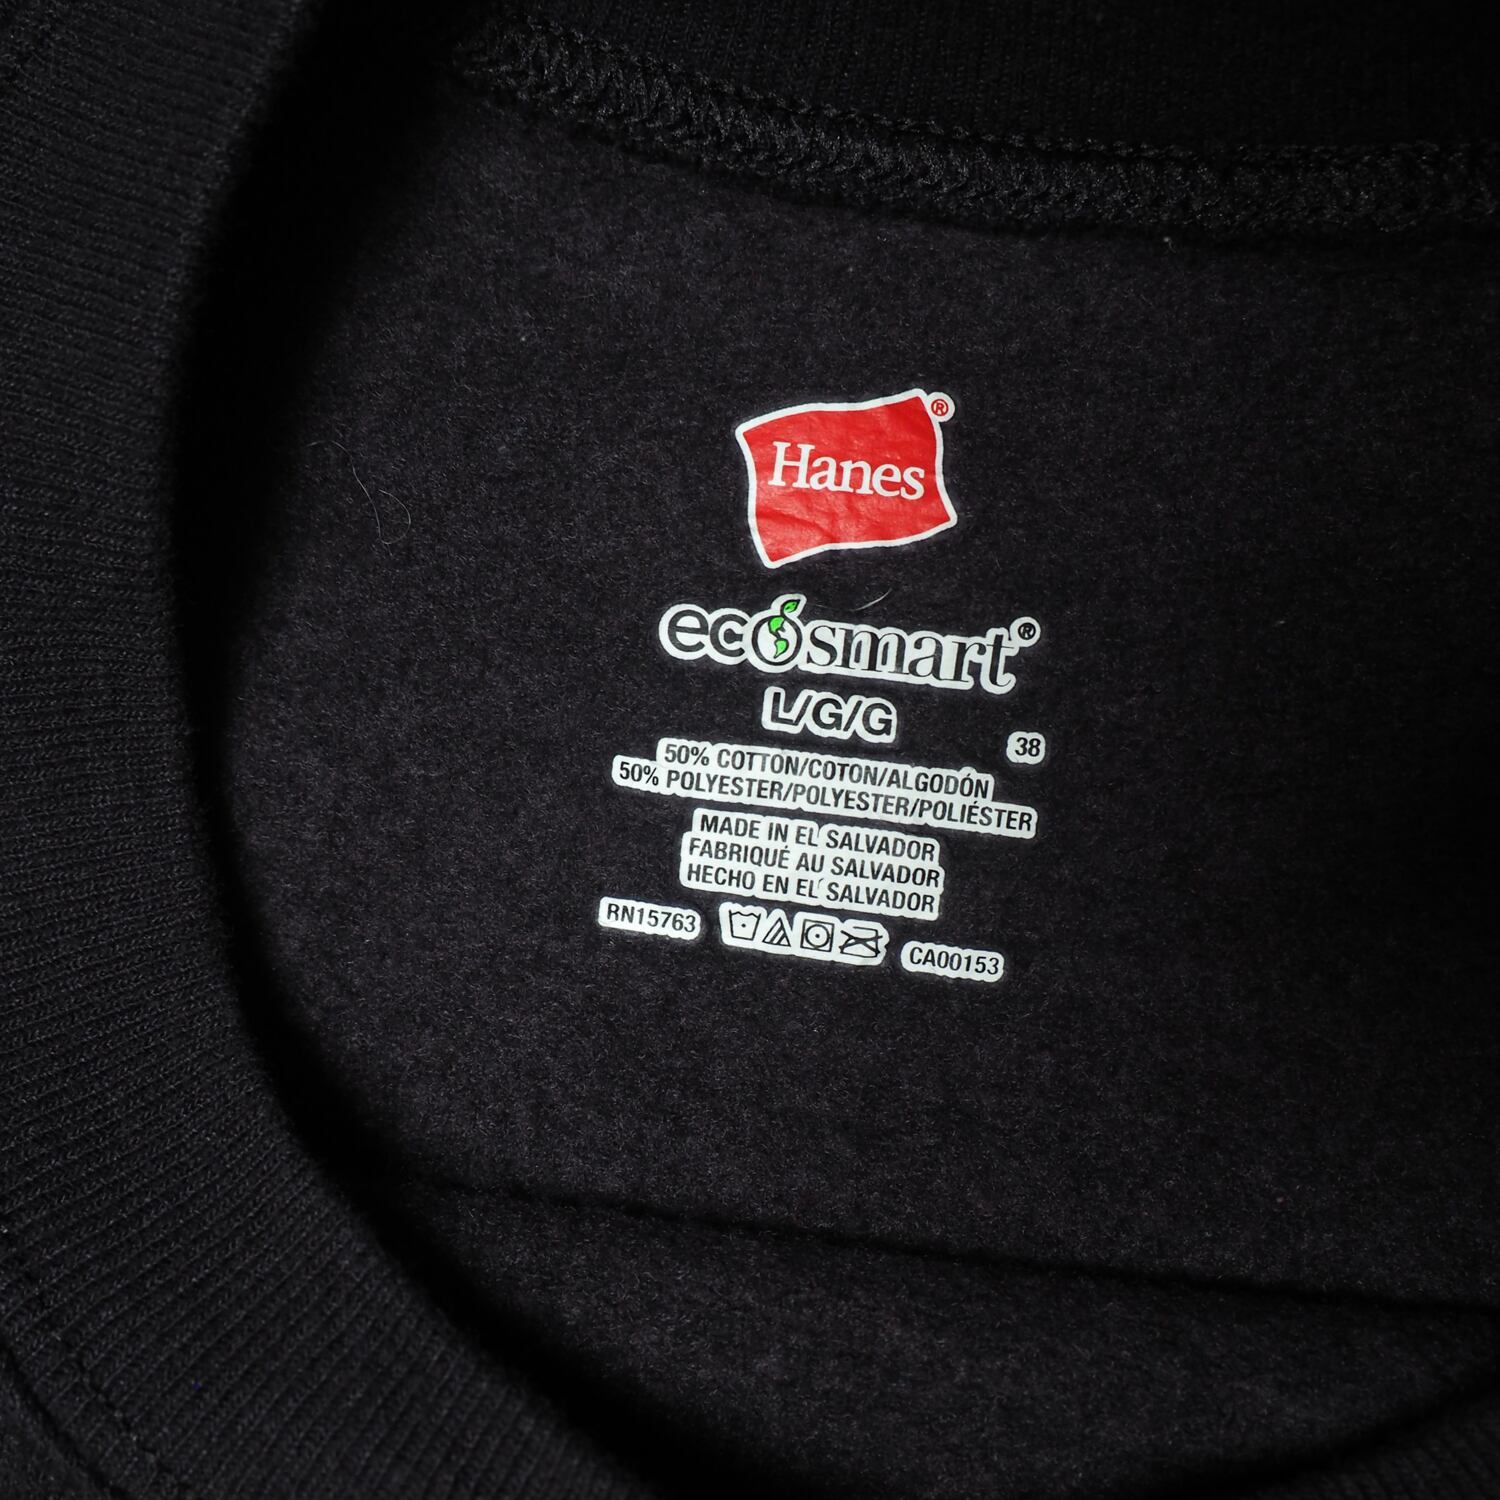 Hanes®
ecosmart®
L/G/G
38
50% COTTON/COTON/ALGODÓN
50% POLYESTER/POLYESTER/POLIÉSTER
MADE IN EL SALVADOR
FABRIQUÉ AU SALVADOR
HECHO EN EL SALVADOR
RN15763
CA00153